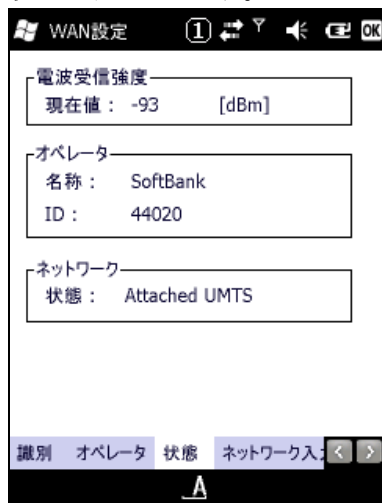 WAN設定 1 OK
電波受信強度
現在値： -93 [dBm]
オペレータ
名称： SoftBank
ID： 44020
ネットワーク
状態： Attached UMTS
識別 オペレータ 状態 ネットワーク入
A